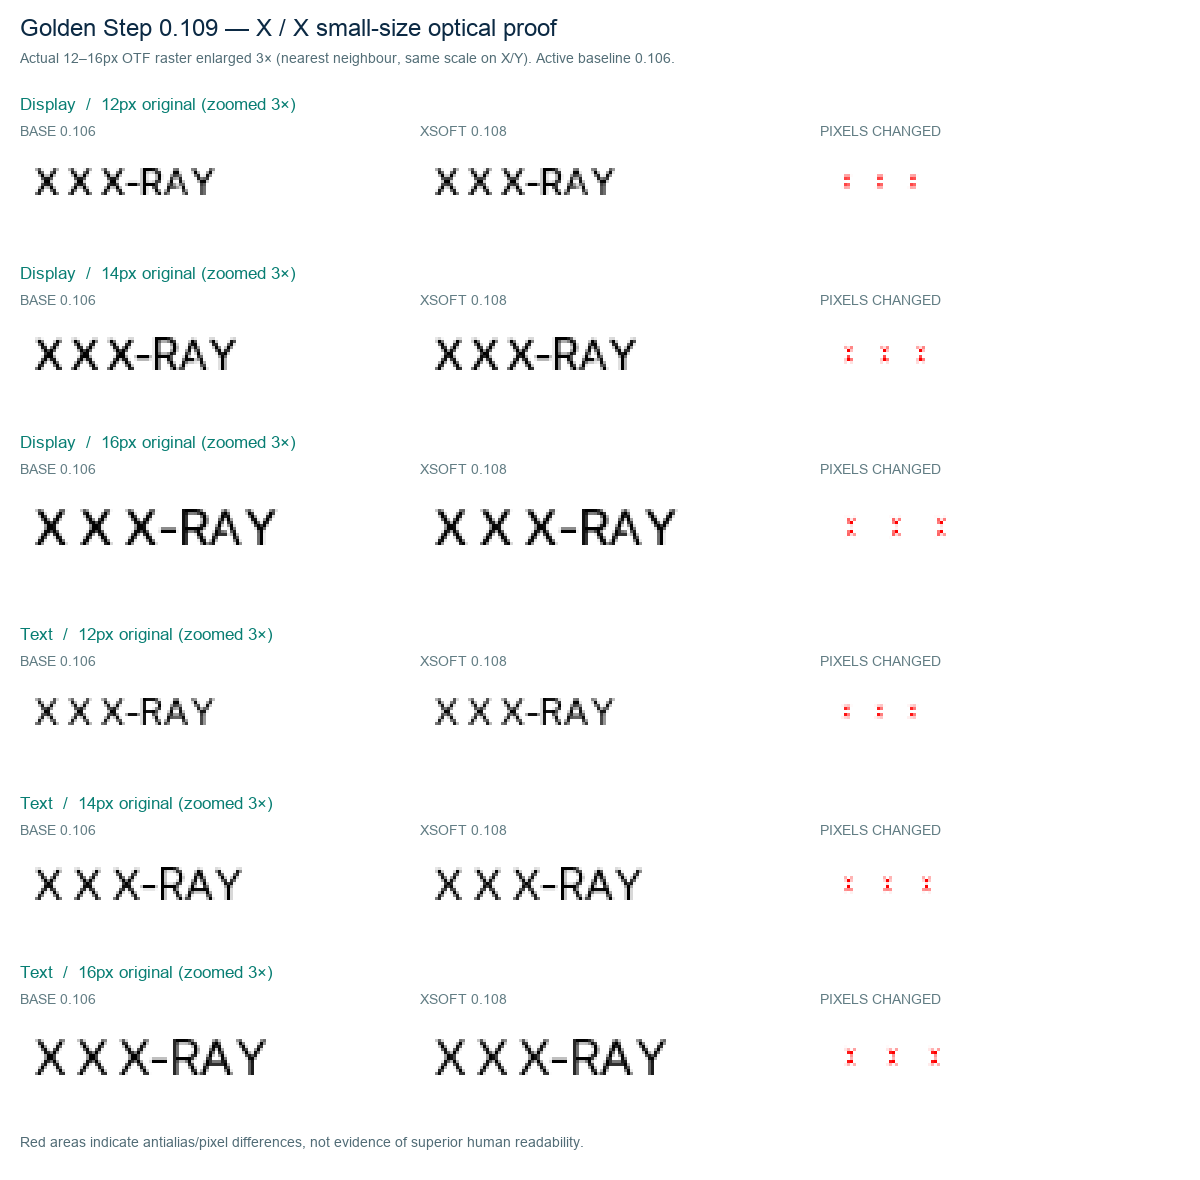 Golden Step 0.109 — X / X small-size optical proof
Actual 12–16px OTF raster enlarged 3× (nearest neighbour, same scale on X/Y). Active baseline 0.106.
Display / 12px original (zoomed 3×)
BASE 0.106 XSOFT 0.108 PIXELS CHANGED
X X X-RAY X X X-RAY
Display / 14px original (zoomed 3×)
BASE 0.106 XSOFT 0.108 PIXELS CHANGED
X X X-RAY X X X-RAY
Display / 16px original (zoomed 3×)
BASE 0.106 XSOFT 0.108 PIXELS CHANGED
X X X-RAY X X X-RAY
Text / 12px original (zoomed 3×)
BASE 0.106 XSOFT 0.108 PIXELS CHANGED
X X X-RAY X X X-RAY
Text / 14px original (zoomed 3×)
BASE 0.106 XSOFT 0.108 PIXELS CHANGED
X X X-RAY X X X-RAY
Text / 16px original (zoomed 3×)
BASE 0.106 XSOFT 0.108 PIXELS CHANGED
X X X-RAY X X X-RAY
Red areas indicate antialias/pixel differences, not evidence of superior human readability.